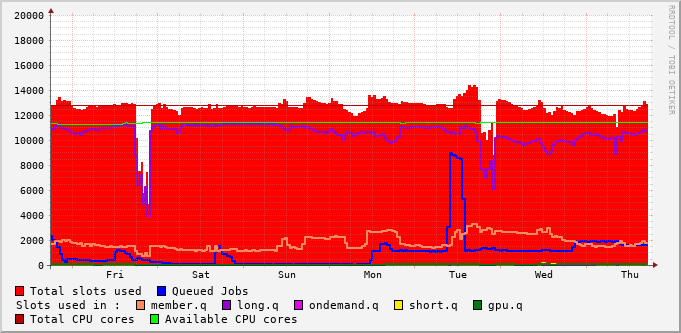 20000
18000
16000
14000
12000
10000
8000
6000
4000
2000
0
Fri Sat Sun Mon Tue Wed Thu
RRDTOOL / TOBI OETIKER
Total slots used Queued Jobs
Slots used in : member.q long.q ondemand.q short.q gpu.q
Total CPU cores Available CPU cores